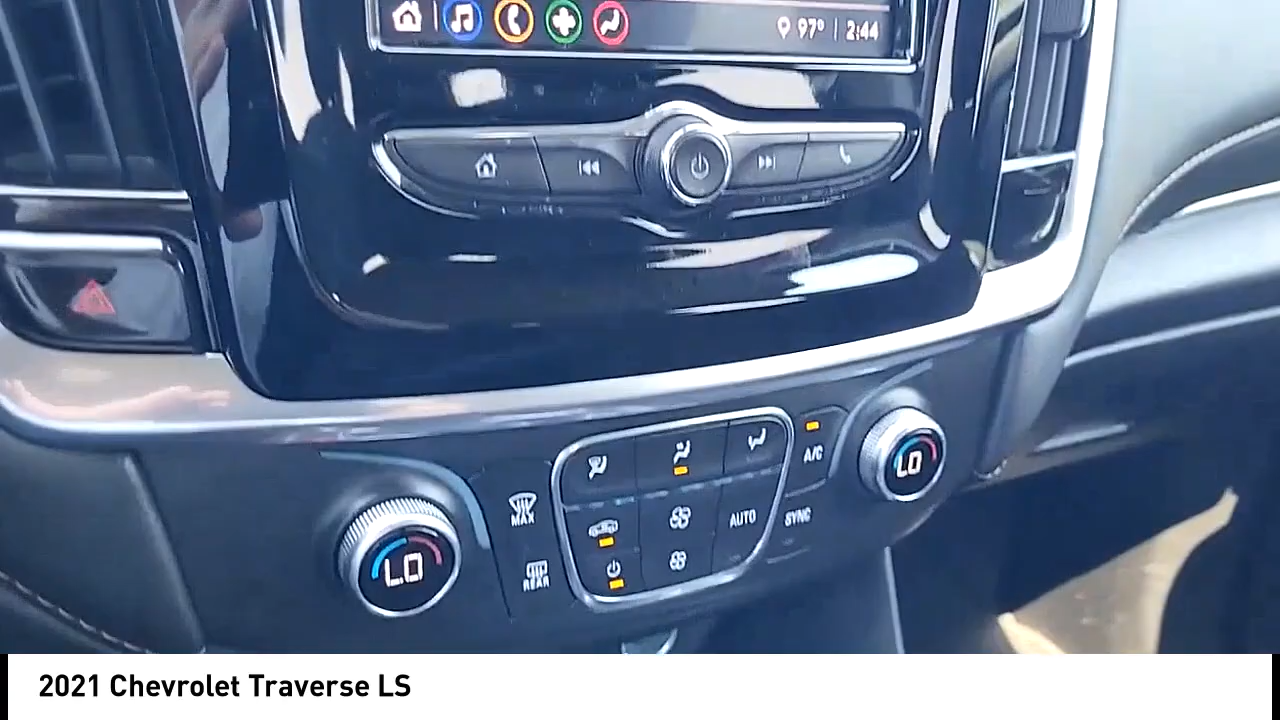 97° 2:44
A/C
LO
MAX
AUTO
SYNC
LO
REAR
2021 Chevrolet Traverse LS